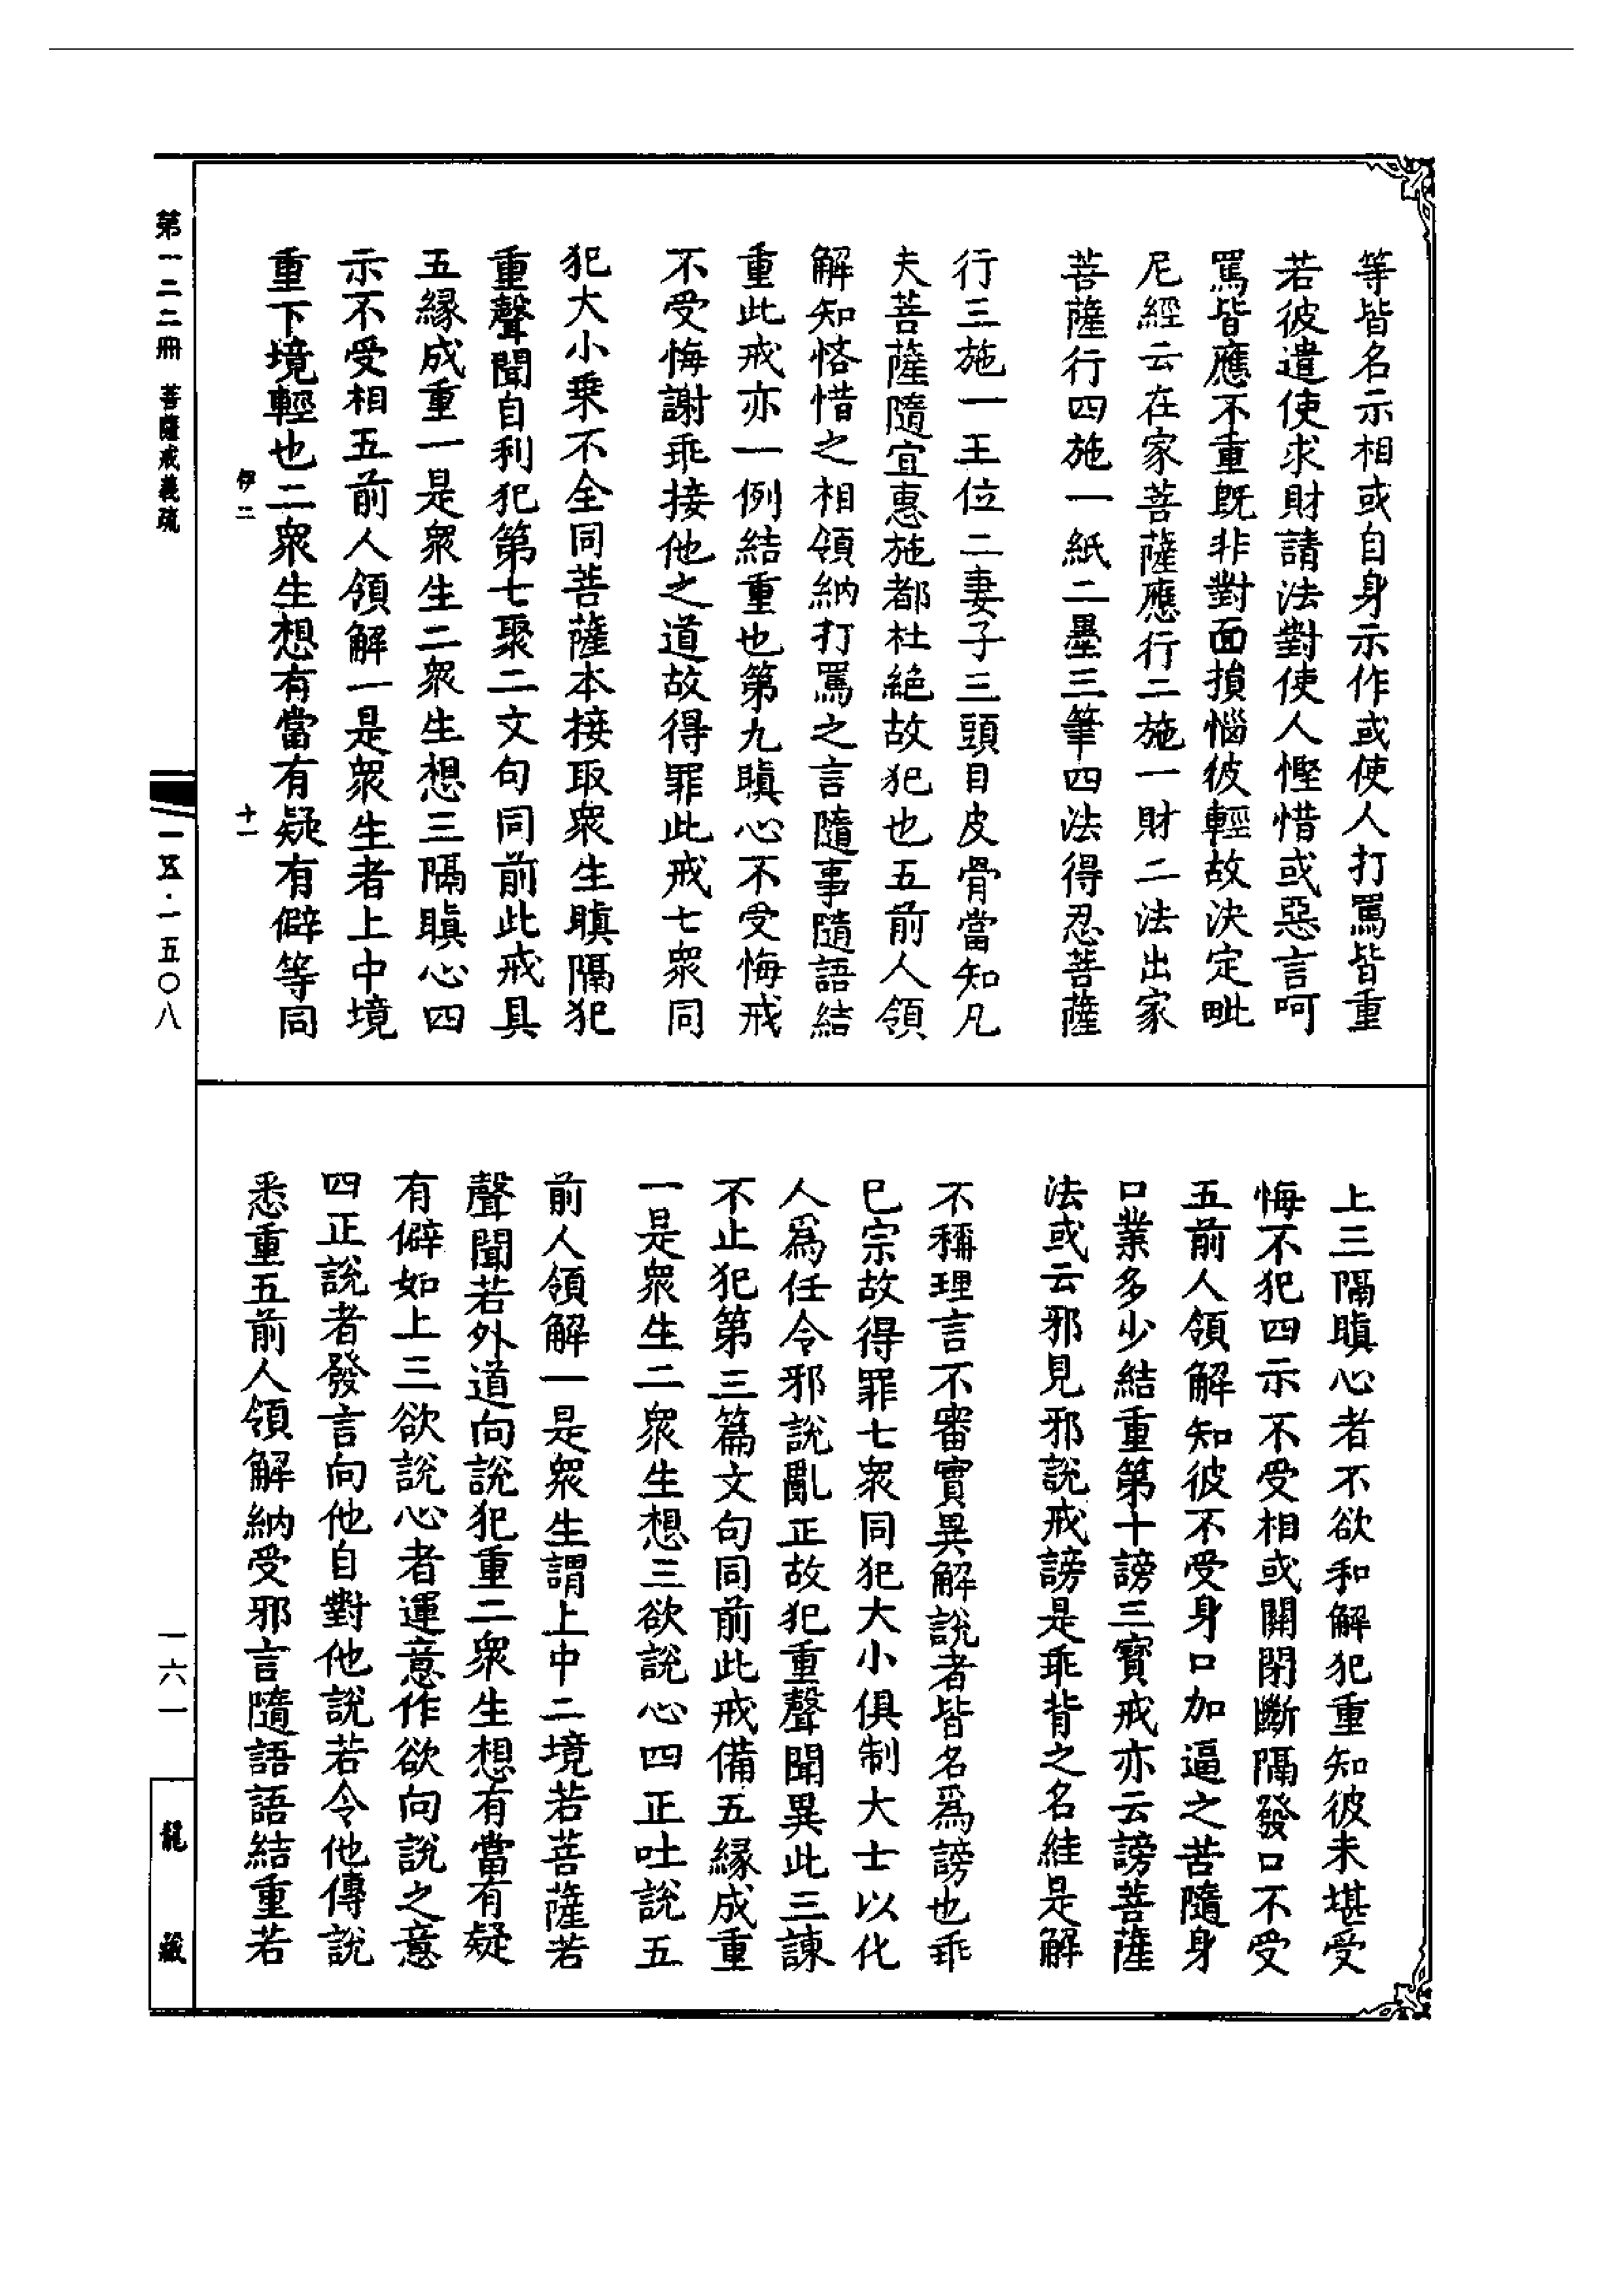 等皆名示相或自身示作或使人打罵皆重
若彼遣使求財請法對使人慳惜或惡言呵
罵皆應不重既非對面損惱彼輕故決定毗
尼經云在家菩薩應行二施一財二法出家
菩薩行四施一紙二墨三筆四法得忍菩薩
行三施一王位二妻子三頭目皮骨當知凡
夫菩薩隨宜惠施都杜絕故犯也五前人領
解知悋惜之相領納打罵之言隨事隨語結
重此戒亦一例結重也第九瞋心不受悔戒
不受悔謝乖接他之道故得罪此戒七衆同
犯大小乗不全同菩薩本接取衆生瞋隔犯
重聲聞自利犯第七聚二文句同前此戒具
五緣成重一是衆生二衆生想三隔瞋心四
示不受相五前人領解一是衆生者上中境
重下境輕也二衆生想有當有疑有僻等同
伊二
十一
上三隔瞋心者不欲和解犯重知彼未堪受
悔不犯四示不受相或關閉斷隔發口不受
五前人領解知彼不受身口加逼之苦隨身
口業多少結重第十謗三寳戒亦云謗菩薩
法或云邪見邪說戒謗是乖背之名絓是解
不稱理言不審實異解說者皆名爲謗也乖
巳宗故得罪七衆同犯大小俱制大士以化
人爲任令邪說亂正故犯重聲聞異此三諫
不止犯第三篇文句同前此戒備五緣成重
一是衆生二衆生想三欲說心四正吐說五
前人領解一是衆生謂上中二境若菩薩若
聲聞若外道向說犯重二衆生想有當有疑
有僻如上三欲說心者運意作欲向說之意
四正說者發言向他自對他說若令他傳說
悉重五前人領解納受邪言隨語語結重若
第一二二冊 菩薩戒義疏
一五·一五〇八
一六一
龍藏